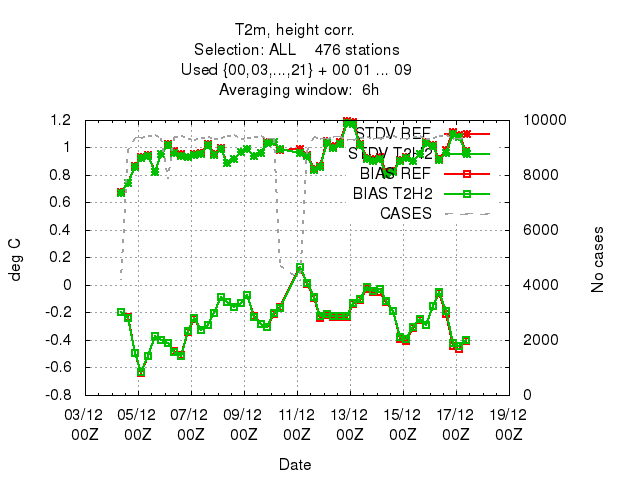 T2m, height corr.
Selection: ALL    476 stations
Used {00,03,...,21} + 00 01 ... 09
Averaging window:  6h
1.2
1
0.8
0.6
0.4
0.2
0
-0.2
-0.4
-0.6
-0.8
deg C
10000
8000
6000
4000
2000
0
No cases
STDV REF
STDV T2H2
BIAS REF
BIAS T2H2
CASES
03/12 05/12 07/12 09/12 11/12 13/12 15/12 17/12 19/12
00Z 00Z 00Z 00Z 00Z 00Z 00Z 00Z 00Z
Date